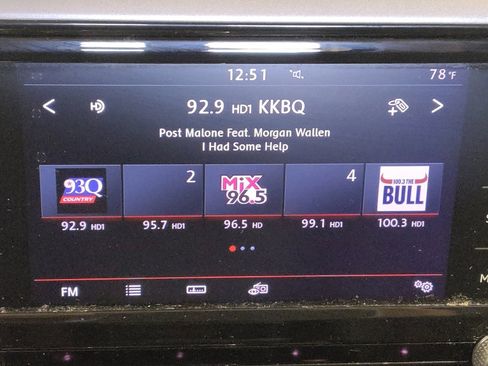 12:51 78 °F
92.9 HD1 KKBQ
Post Malone Feat. Morgan Wallen
I Had Some Help
93Q
COUNTRY
2
MIX
96.5
4
100.3 THE
BULL
92.9 HD1 95.7 HD1 96.5 HD 99.1 HD1 100.3 HD1
FM